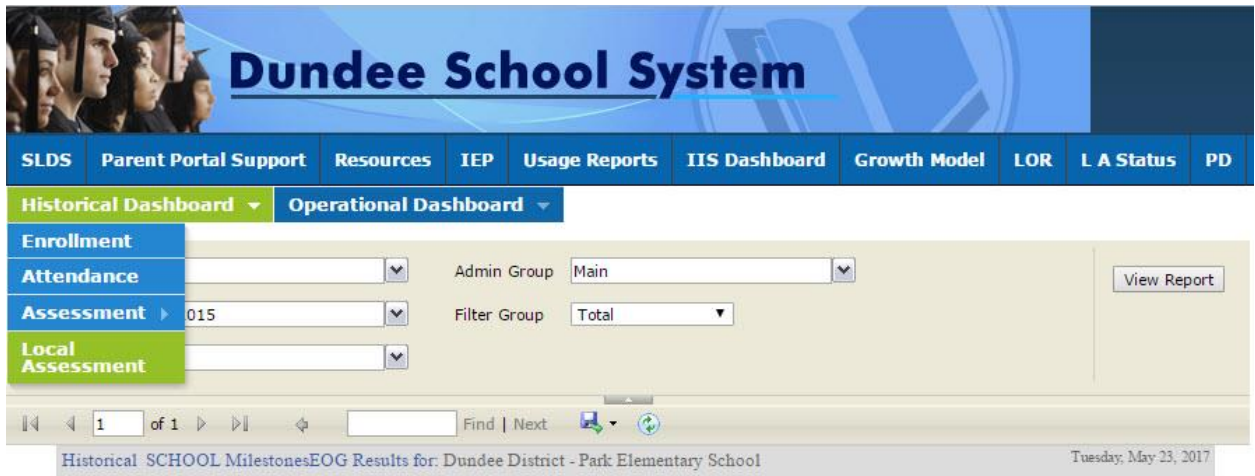 Dundee School System
SLDS Parent Portal Support Resources IEP Usage Reports IIS Dashboard Growth Model LOR L A Status PD
Historical Dashboard Operational Dashboard
Enrollment
Attendance Admin Group Main View Report
Assessment 015 Filter Group Total
Local
Assessment
1 of 1 Find | Next
Historical SCHOOL MilestonesEOG Results for: Dundee District - Park Elementary School Tuesday, May 23, 2017